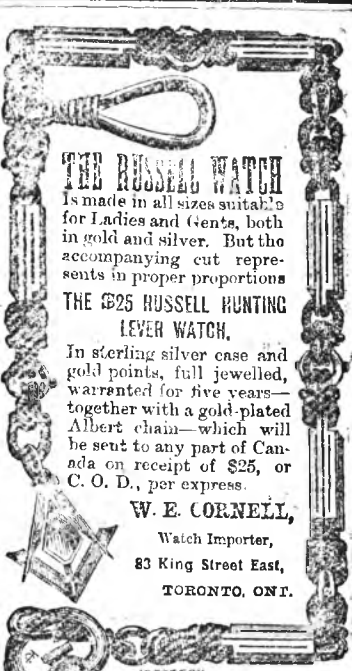 THE RUSSELL WATCH
Is made in all sizes suitable
for Ladies and Gents, both
in gold and silver. But the
accompanying cut repre-
sents in proper proportions
THE $25 RUSSELL HUNTING
LEVER WATCH,
In sterling silver case and
gold points, full jewelled,
warranted for five years—
together with a gold-plated
Albert chain—which will
be sent to any part of Can-
ada on receipt of $25, or
C. O. D., per express.
W. E. CORNELL,
Watch Importer,
83 King Street East,
TORONTO, ONT.